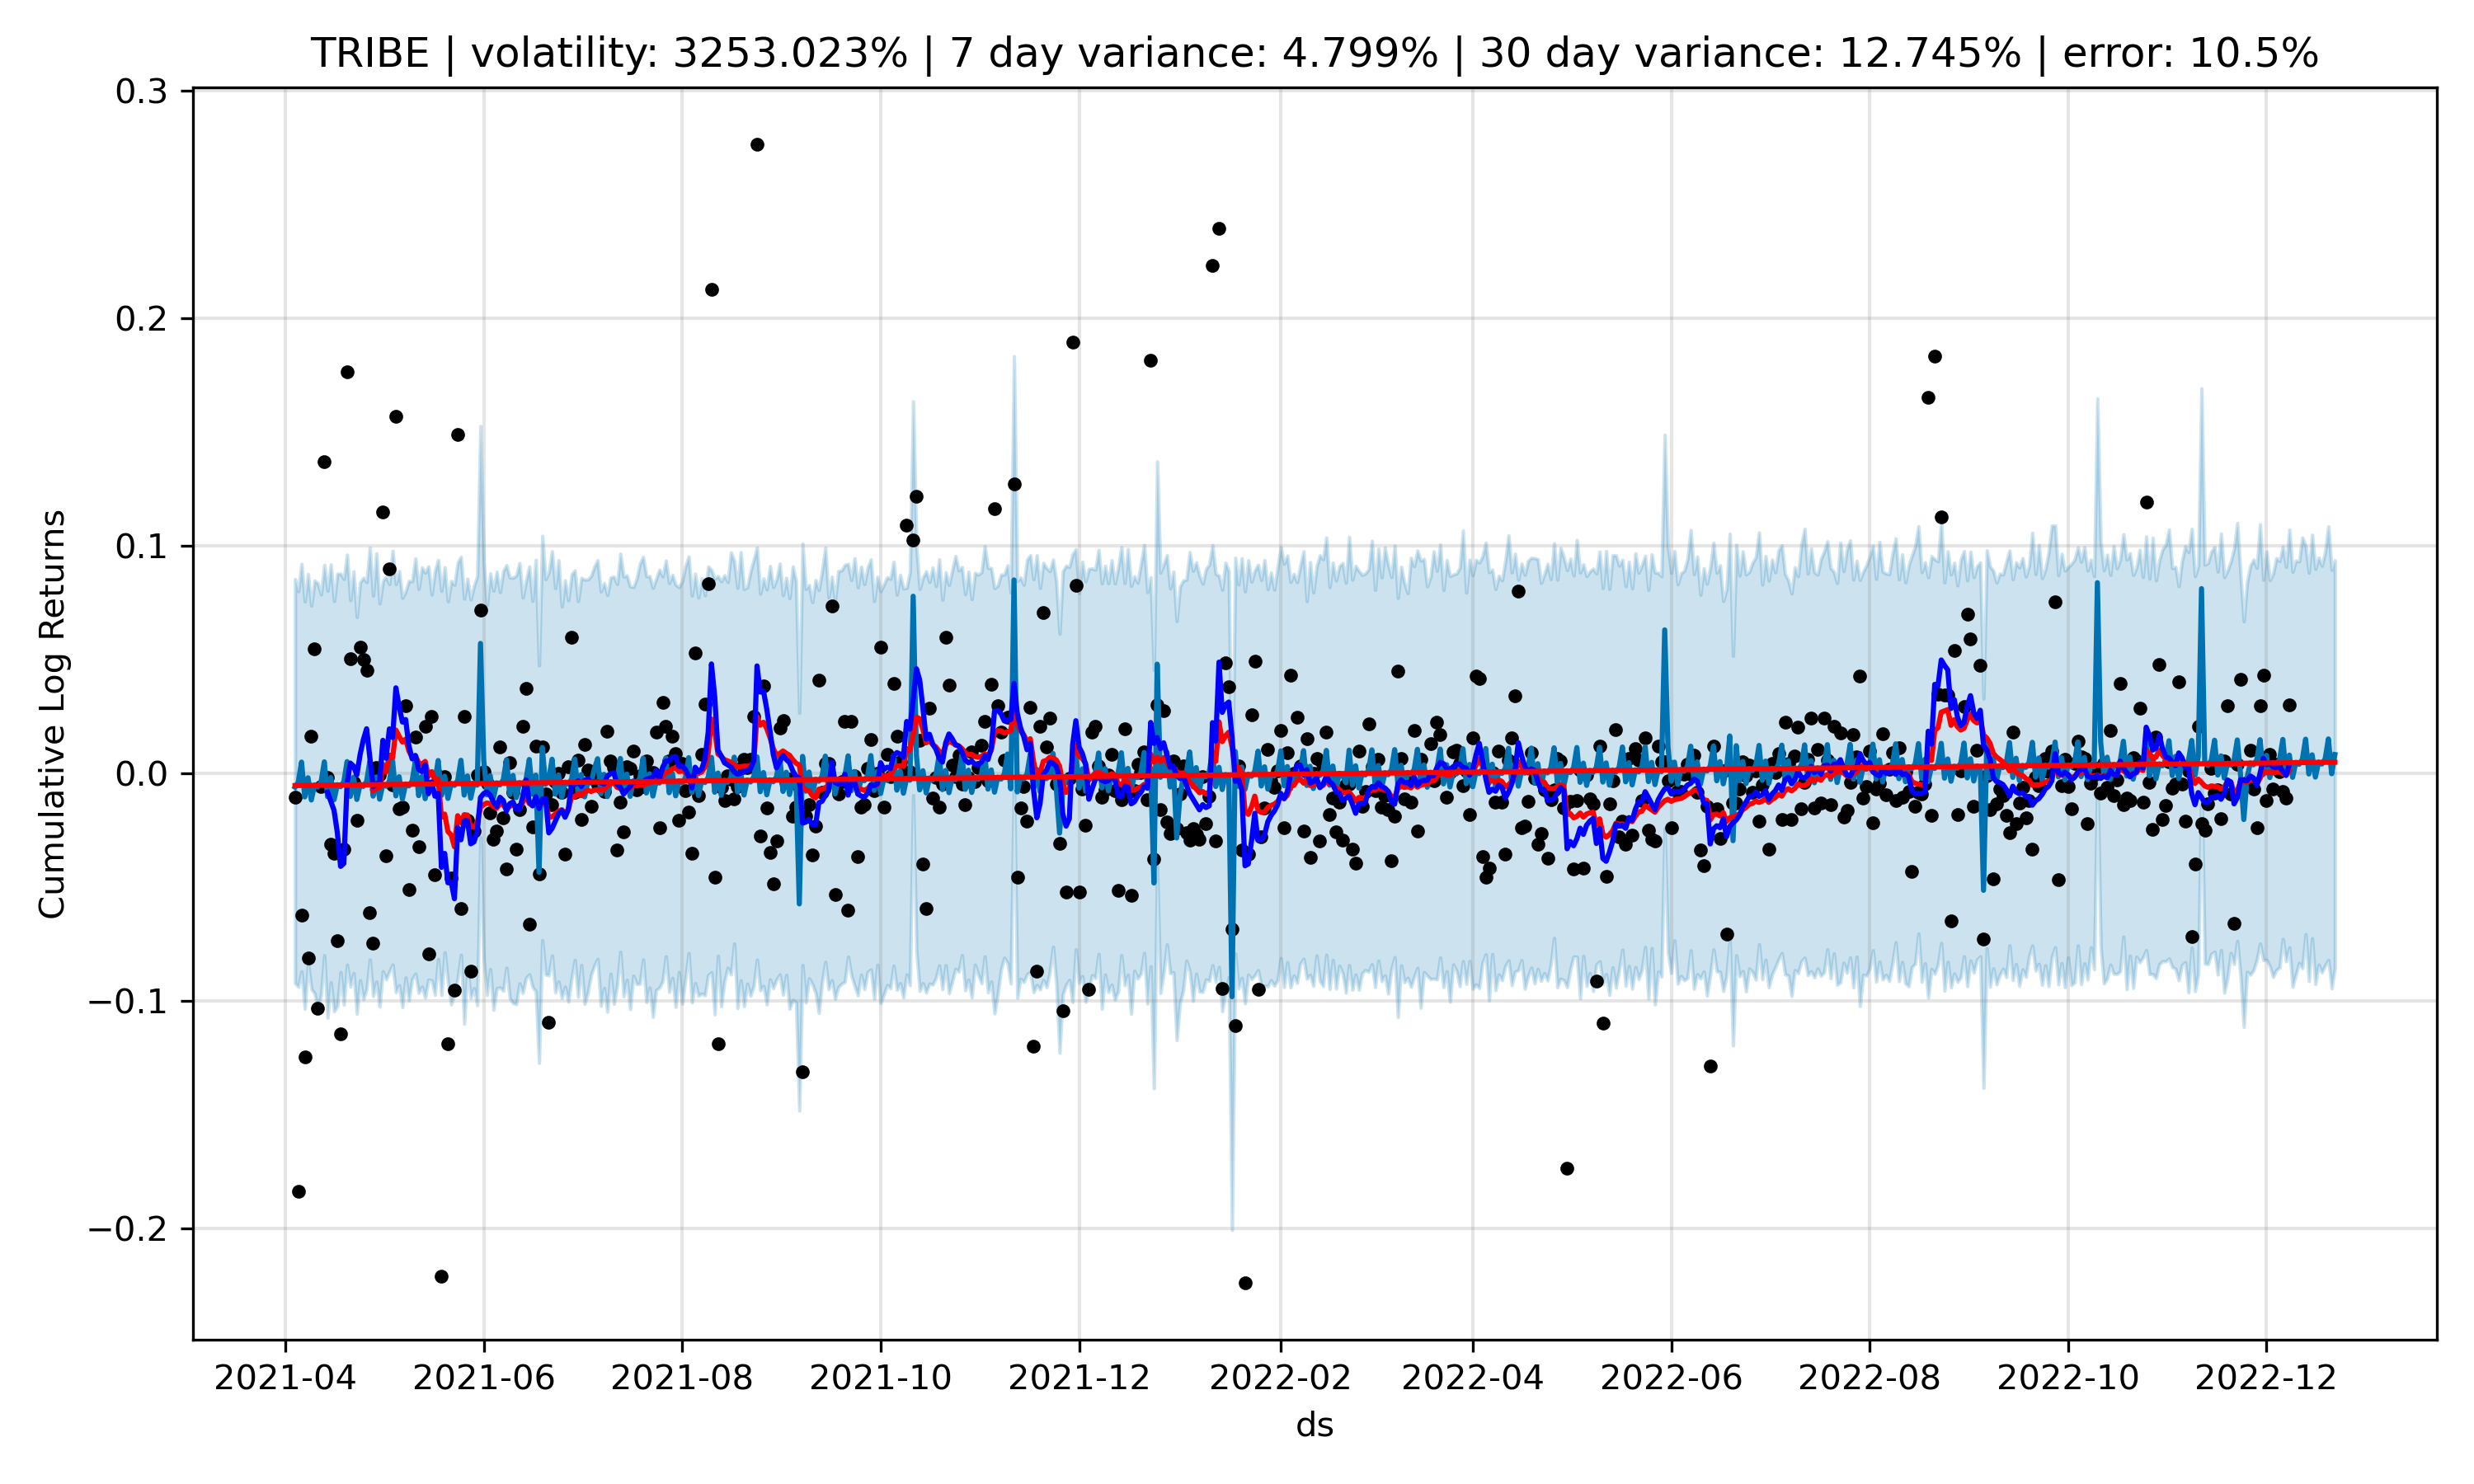 TRIBE | volatility: 3253.023% | 7 day variance: 4.799% | 30 day variance: 12.745% | error: 10.5%
0.3
0.2
0.1
0.0
−0.1
−0.2
Cumulative Log Returns
2021-04 2021-06 2021-08 2021-10 2021-12 2022-02 2022-04 2022-06 2022-08 2022-10 2022-12
ds